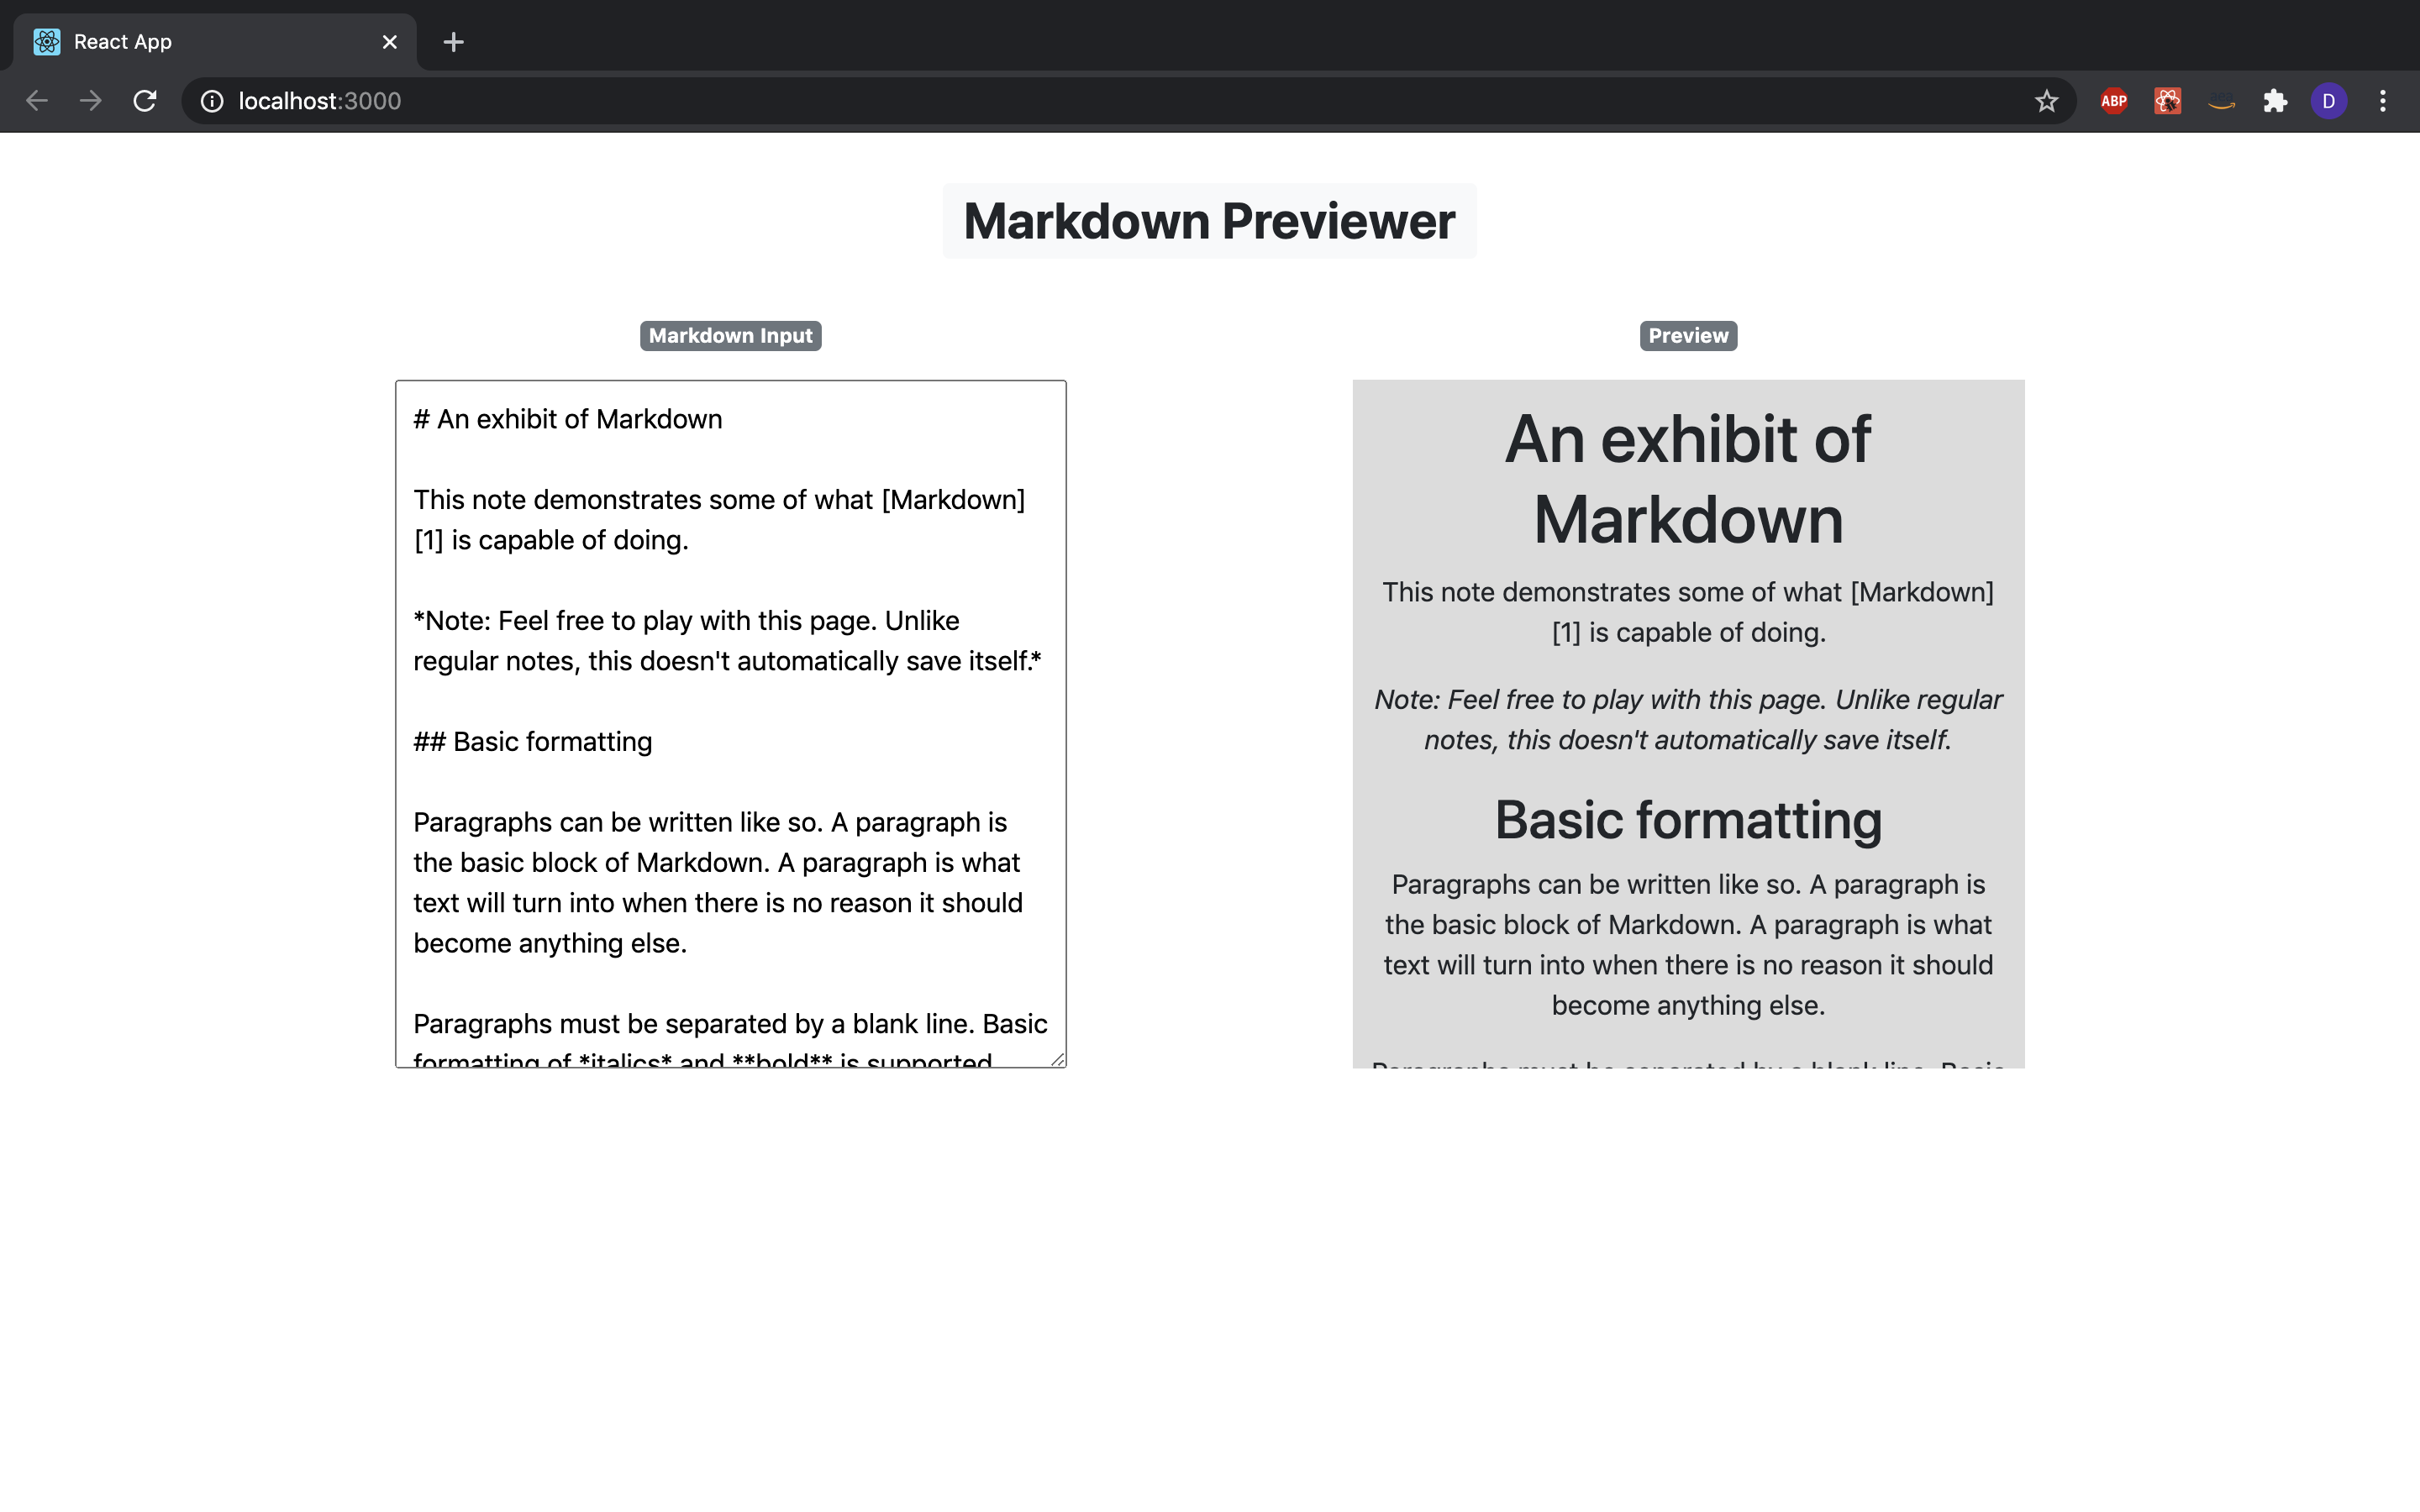 React App
localhost:3000
ABP
D
Markdown Previewer
Markdown Input
# An exhibit of Markdown
This note demonstrates some of what [Markdown]
[1] is capable of doing.
*Note: Feel free to play with this page. Unlike
regular notes, this doesn't automatically save itself.*
## Basic formatting
Paragraphs can be written like so. A paragraph is
the basic block of Markdown. A paragraph is what
text will turn into when there is no reason it should
become anything else.
Paragraphs must be separated by a blank line. Basic
formatting of *italics* and **bold** is supported
Preview
An exhibit of
Markdown
This note demonstrates some of what [Markdown]
[1] is capable of doing.
Note: Feel free to play with this page. Unlike regular
notes, this doesn't automatically save itself.
Basic formatting
Paragraphs can be written like so. A paragraph is
the basic block of Markdown. A paragraph is what
text will turn into when there is no reason it should
become anything else.
Paragraphs must be separated by a blank line. Basic